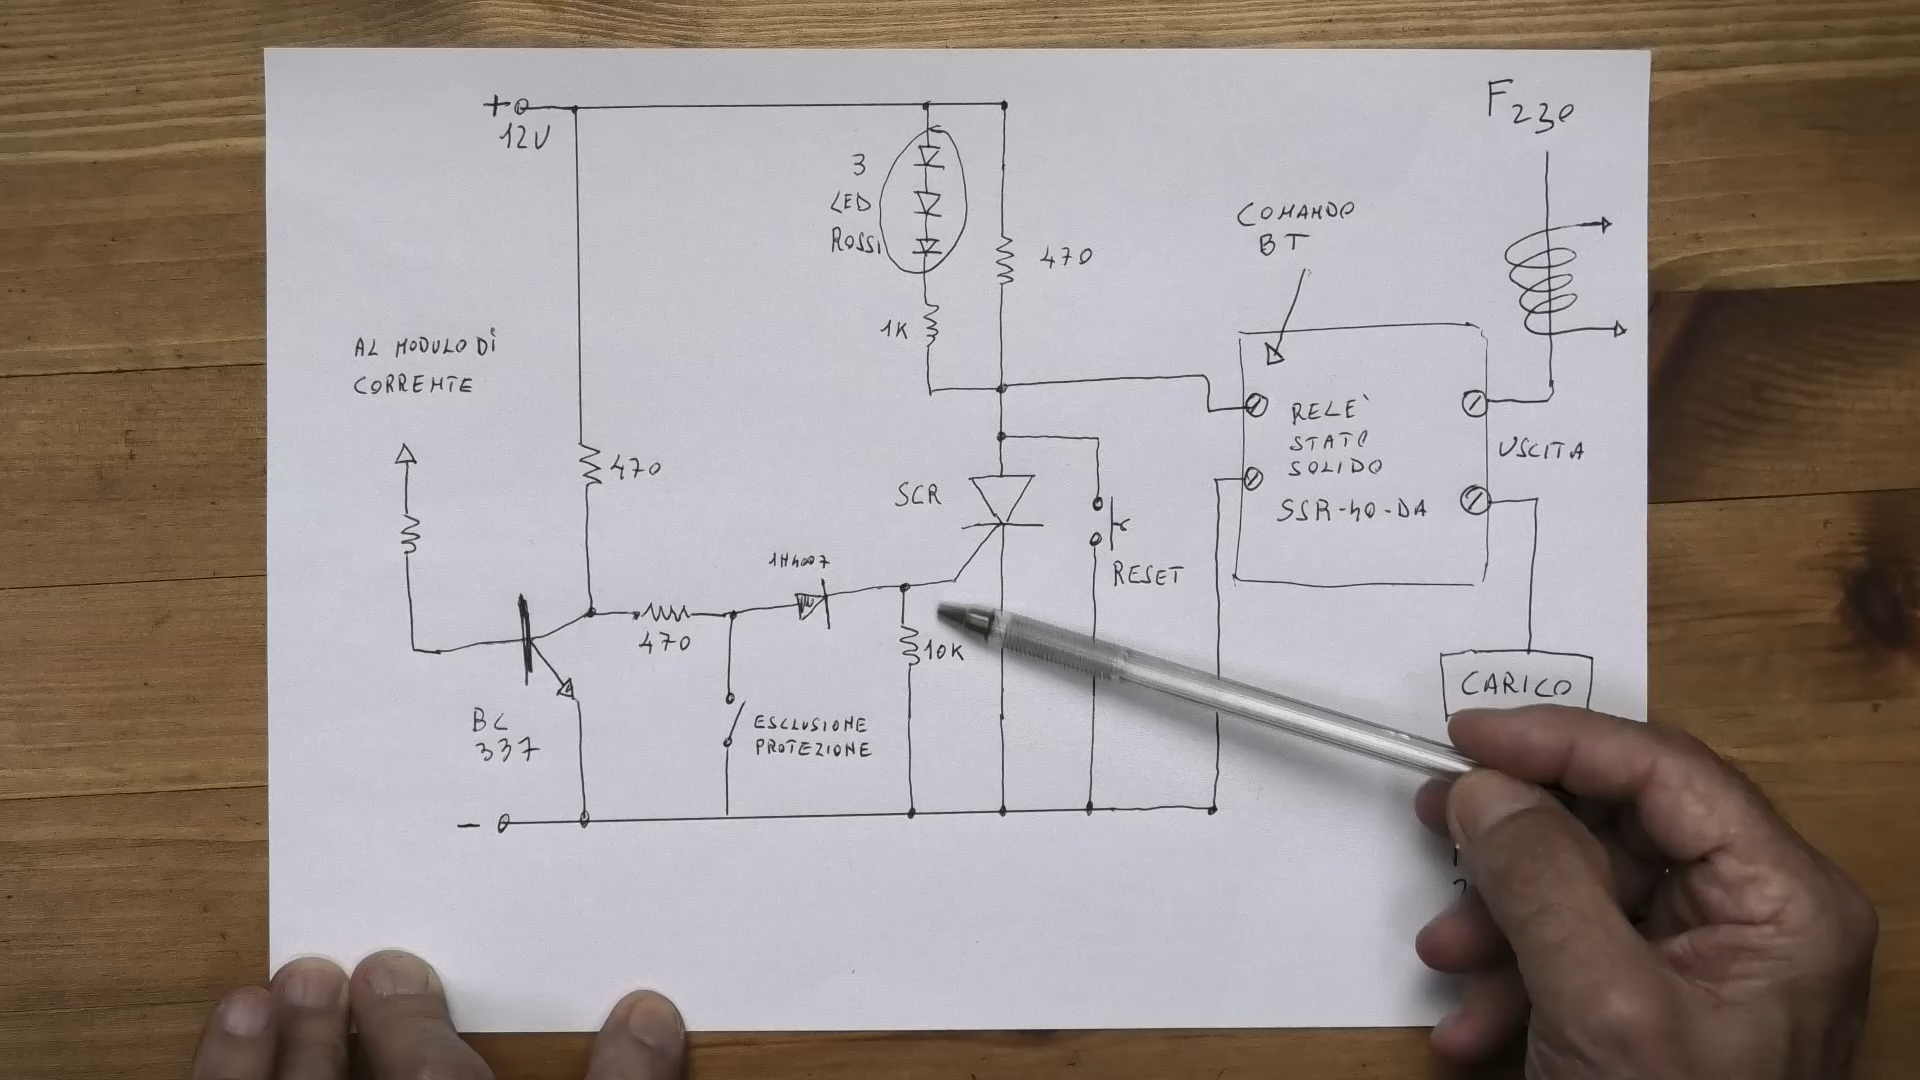 +
12V
3
LED
ROSSI
470
1K
F230
COMANDO
BT
AL MODULO DI
CORRENTE
470
RELE'
STATO
SOLIDO
SSR-40-DA
USCITA
SCR
RESET
1N4007
470
10K
CARICO
BC
337
ESCLUSIONE
PROTEZIONE
-